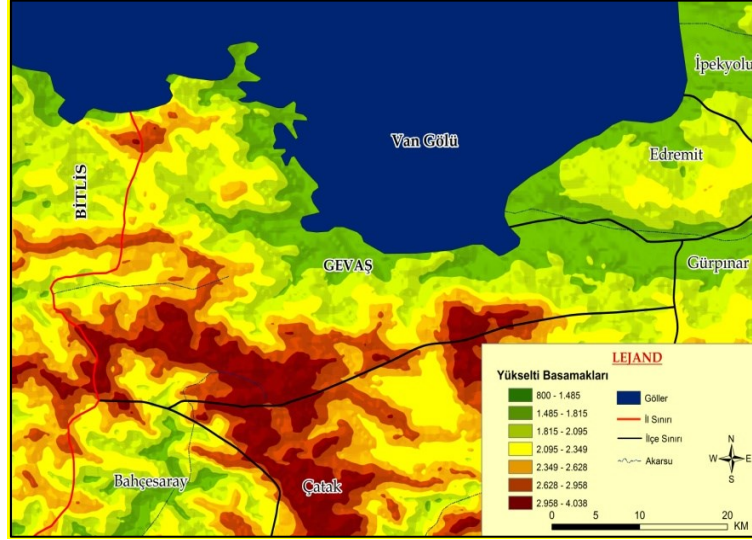 İpekyolu
Van Gölü
Edremit
BİTLİS
GEVAŞ
Gürpınar
Bahçesaray
Çatak
LEJAND
Yükselti Basamakları
800 - 1.485
1.485 - 1.815
1.815 - 2.095
2.095 - 2.349
2.349 - 2.628
2.628 - 2.958
2.958 - 4.038
Göller
İl Sınırı
İlçe Sınırı
Akarsu
N
W E
S
0 5 10 20
KM